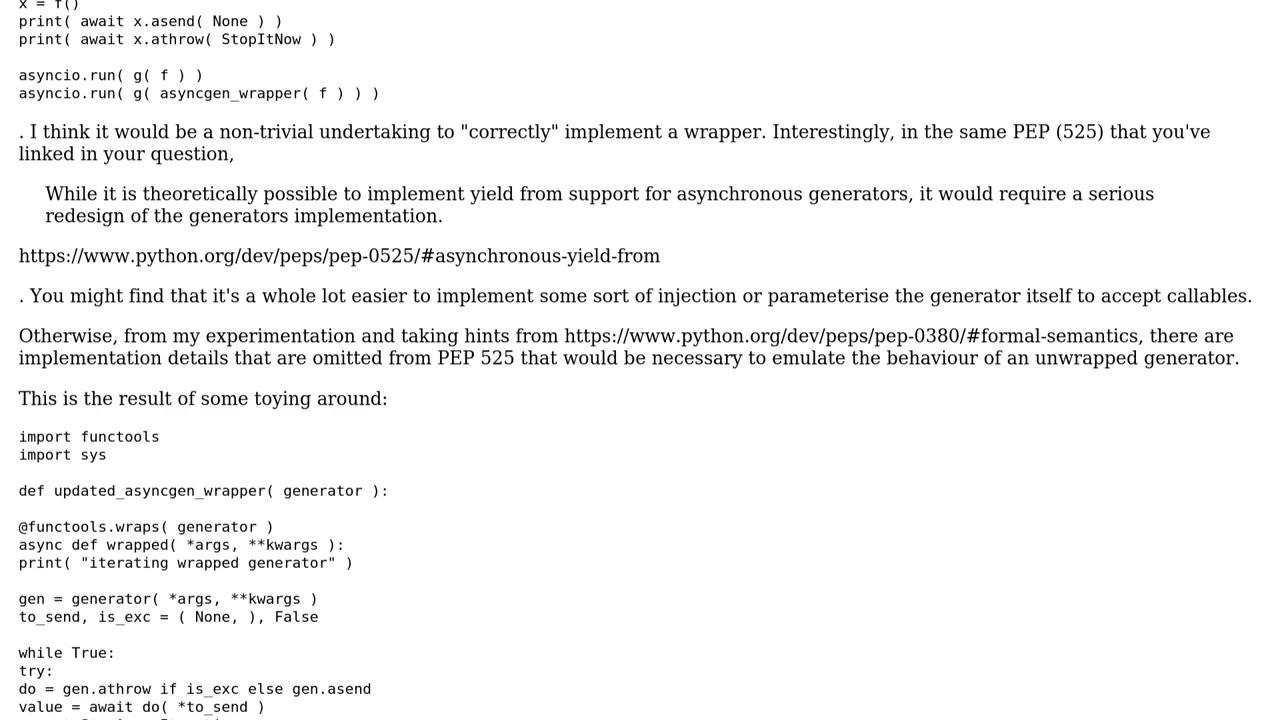 x = f()
print( await x.asend( None ) )
print( await x.athrow( StopItNow ) )
asyncio.run( g( f ) )
asyncio.run( g( asyncgen_wrapper( f ) ) )
. I think it would be a non-trivial undertaking to "correctly" implement a wrapper. Interestingly, in the same PEP (525) that you've
linked in your question,
While it is theoretically possible to implement yield from support for asynchronous generators, it would require a serious
redesign of the generators implementation.
https://www.python.org/dev/peps/pep-0525/#asynchronous-yield-from
. You might find that it's a whole lot easier to implement some sort of injection or parameterise the generator itself to accept callables.
Otherwise, from my experimentation and taking hints from https://www.python.org/dev/peps/pep-0380/#formal-semantics, there are
implementation details that are omitted from PEP 525 that would be necessary to emulate the behaviour of an unwrapped generator.
This is the result of some toying around:
import functools
import sys
def updated_asyncgen_wrapper( generator ):
@functools.wraps( generator )
async def wrapped( *args, **kwargs ):
print( "iterating wrapped generator" )
gen = generator( *args, **kwargs )
to_send, is_exc = ( None, ), False
while True:
try:
do = gen.athrow if is_exc else gen.asend
value = await do( *to_send )